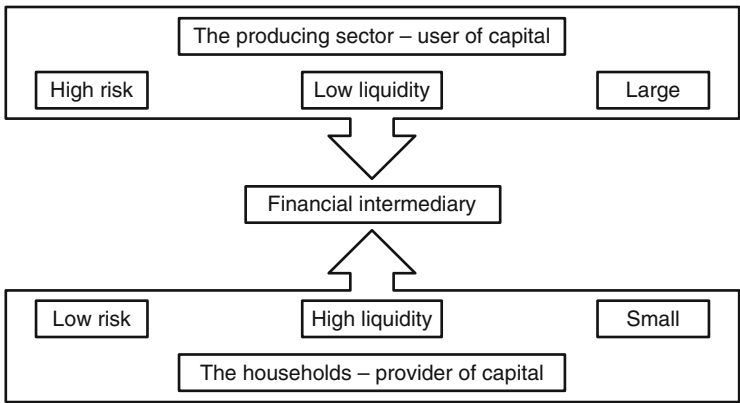 The producing sector – user of capital
High risk
Low liquidity
Large
Financial intermediary
Low risk
High liquidity
Small
The households – provider of capital